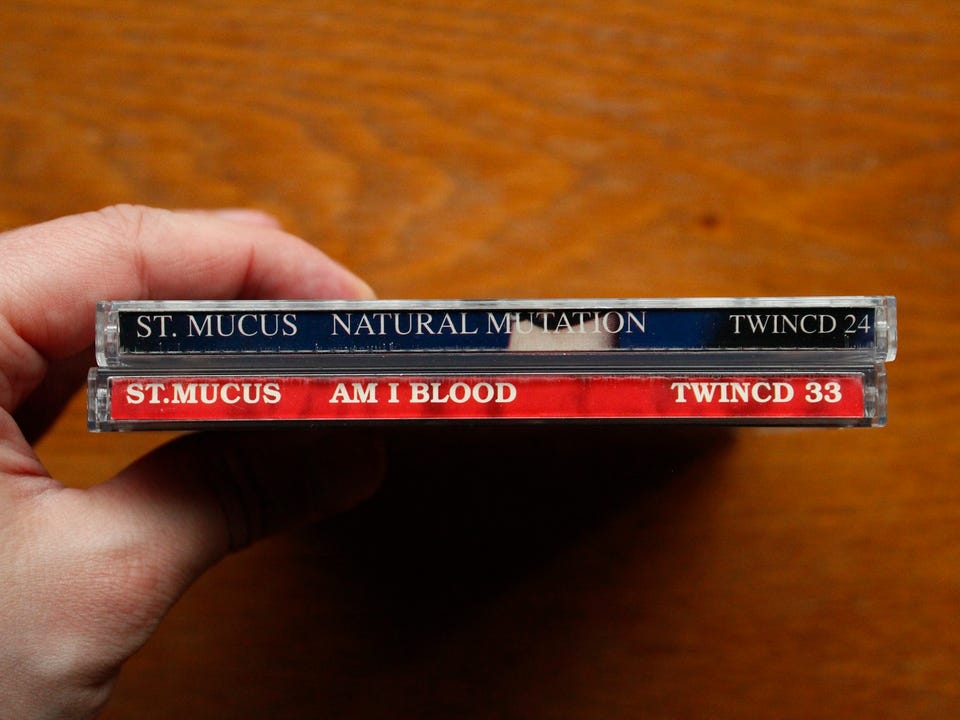 ST. MUCUS NATURAL MUTATION TWINCD 24
ST.MUCUS AM I BLOOD TWINCD 33